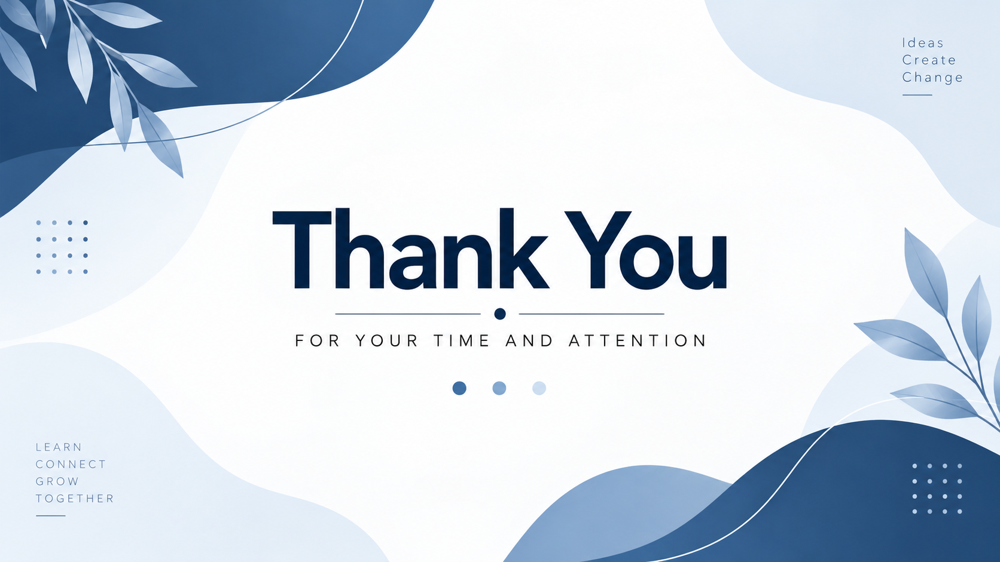 Ideas
Create
Change
Thank You
FOR YOUR TIME AND ATTENTION
LEARN
CONNECT
GROW
TOGETHER